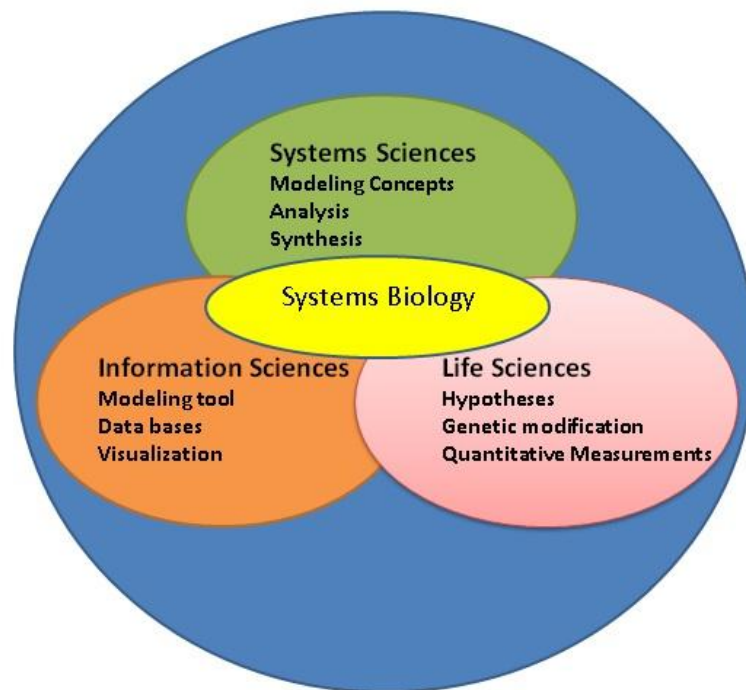 Systems Sciences
Modeling Concepts
Analysis
Synthesis
Systems Biology
Information Sciences
Modeling tool
Data bases
Visualization
Life Sciences
Hypotheses
Genetic modification
Quantitative Measurements